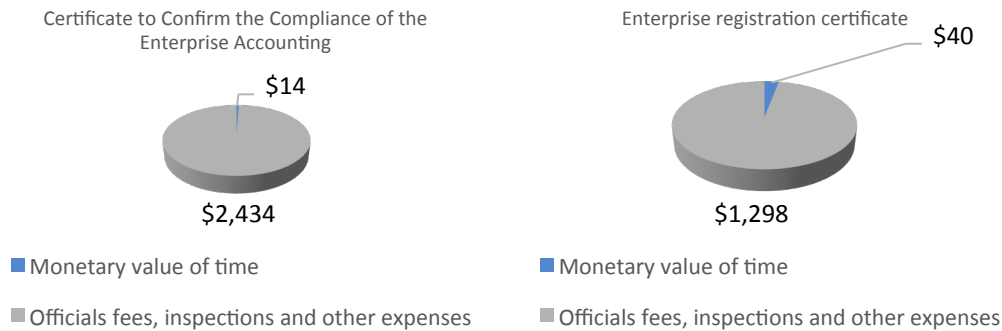 Certificate to Confirm the Compliance of the
Enterprise Accounting
$14
$2,434
Monetary value of time
Officials fees, inspections and other expenses
Enterprise registration certificate
$40
$1,298
Monetary value of time
Officials fees, inspections and other expenses